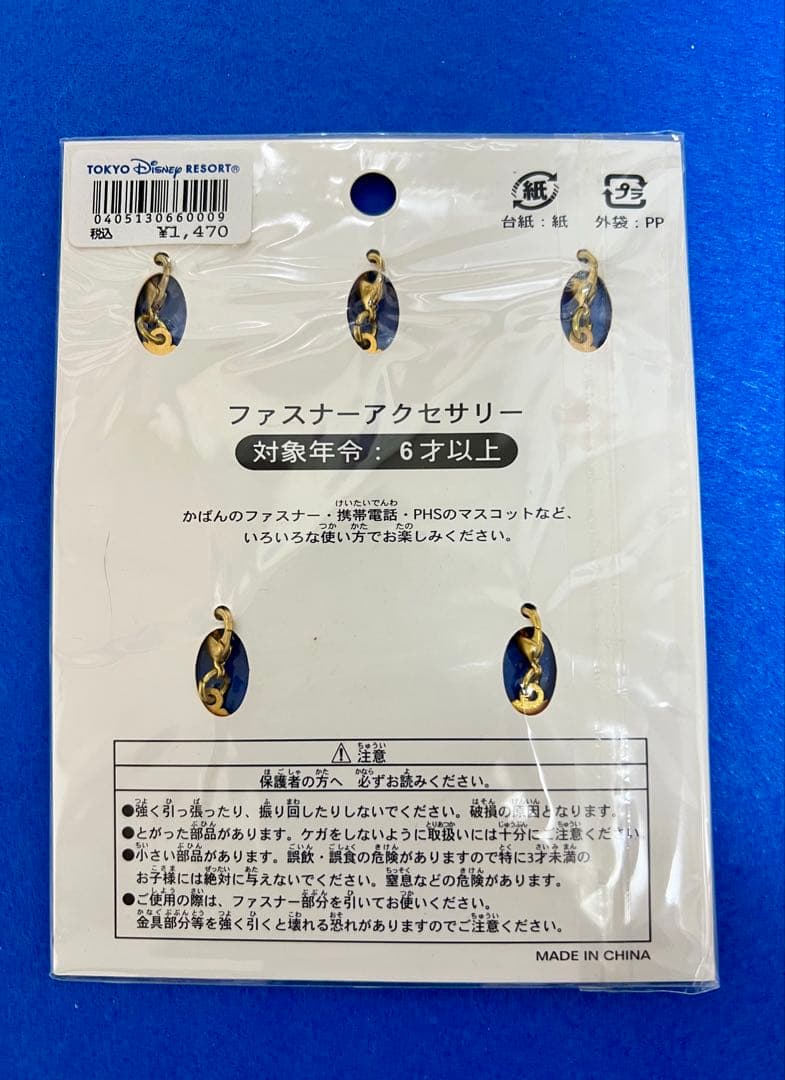 TOKYO Disney RESORT®
0405130660009
税込 ¥1,470
紙 プラ
台紙：紙 外袋：PP
ファスナーアクセサリー
対象年令：6才以上
かばんのファスナー・携帯電話・PHSのマスコットなど、
いろいろな使い方でお楽しみください。
注意
保護者の方へ 必ずお読みください。
●強く引っ張ったり、振り回したりしないでください。破損の原因となります。
●とがった部品があります。ケガをしないように取扱いには十分にご注意ください
●小さい部品があります。誤飲・誤食の危険がありますので特に3才未満の
お子様には絶対に与えないでください。窒息などの危険があります。
●ご使用の際は、ファスナー部分を引いてお使いください。
金具部分等を強く引くと壊れる恐れがありますのでご注意ください。
MADE IN CHINA